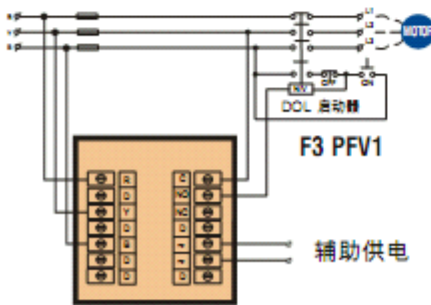 R
Y
B
L1
L2
L3
MOTOR
OFF
ON
DOL 启动器
F3 PFV1
R C
O NO
Y NC
O O
B
O
O O
辅助供电